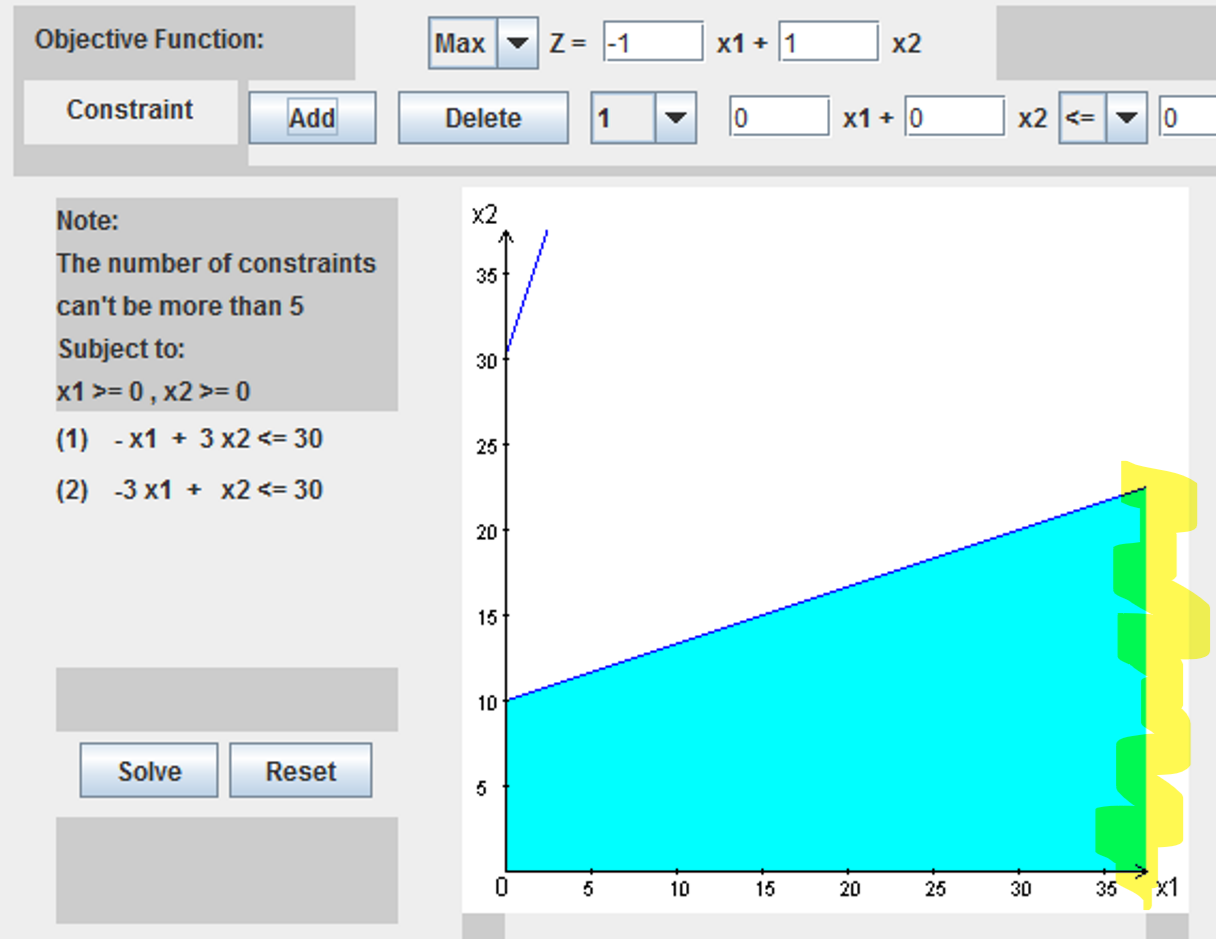 Objective Function: Max Z = -1 x1 + 1 x2
Constraint Add Delete 1 0 x1 + 0 x2 <= 0
Note:
The number of constraints
can't be more than 5
Subject to:
x1 >= 0 , x2 >= 0
(1) - x1 + 3 x2 <= 30
(2) -3 x1 + x2 <= 30
Solve Reset
x2
35
30
25
20
15
10
5
0 5 10 15 20 25 30 35 x1